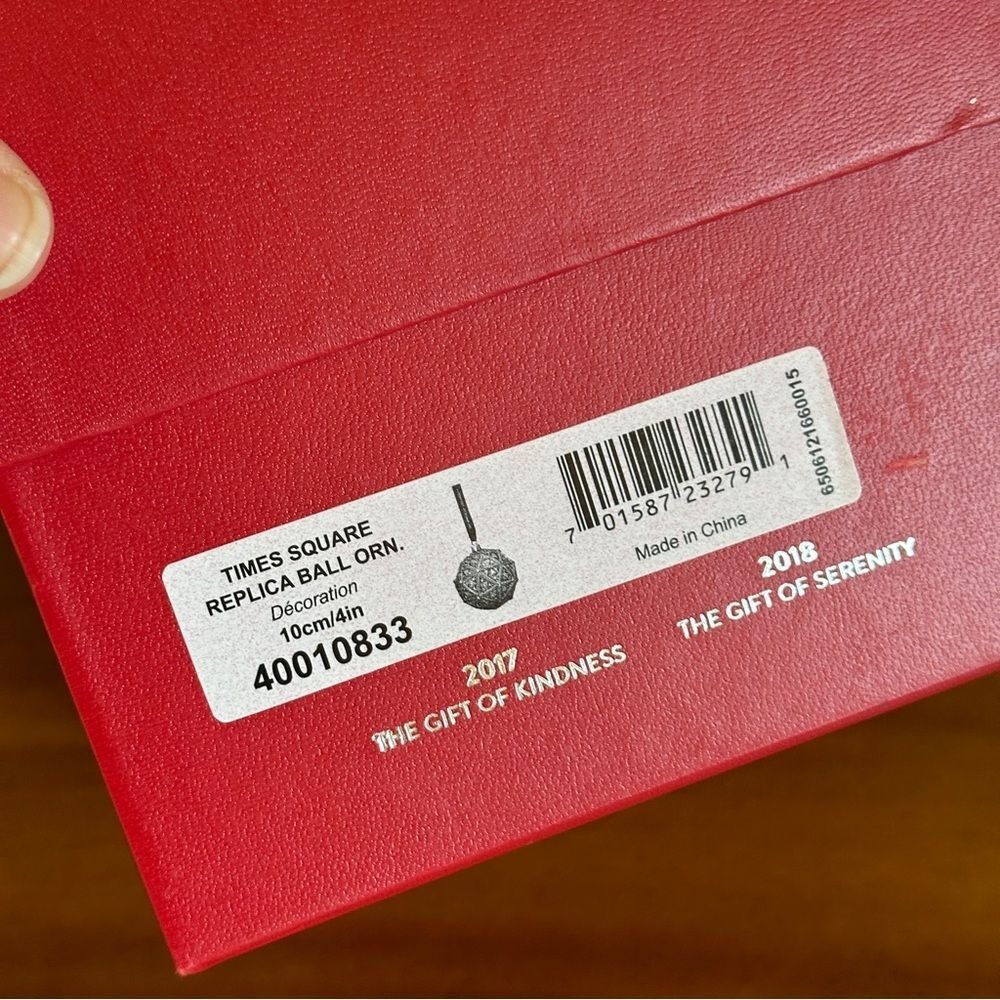 TIMES SQUARE
REPLICA BALL ORN.
Décoration
10cm/4in
40010833
7 01587 23279 1
Made in China
6506121660015
2017
THE GIFT OF KINDNESS
2018
THE GIFT OF SERENITY